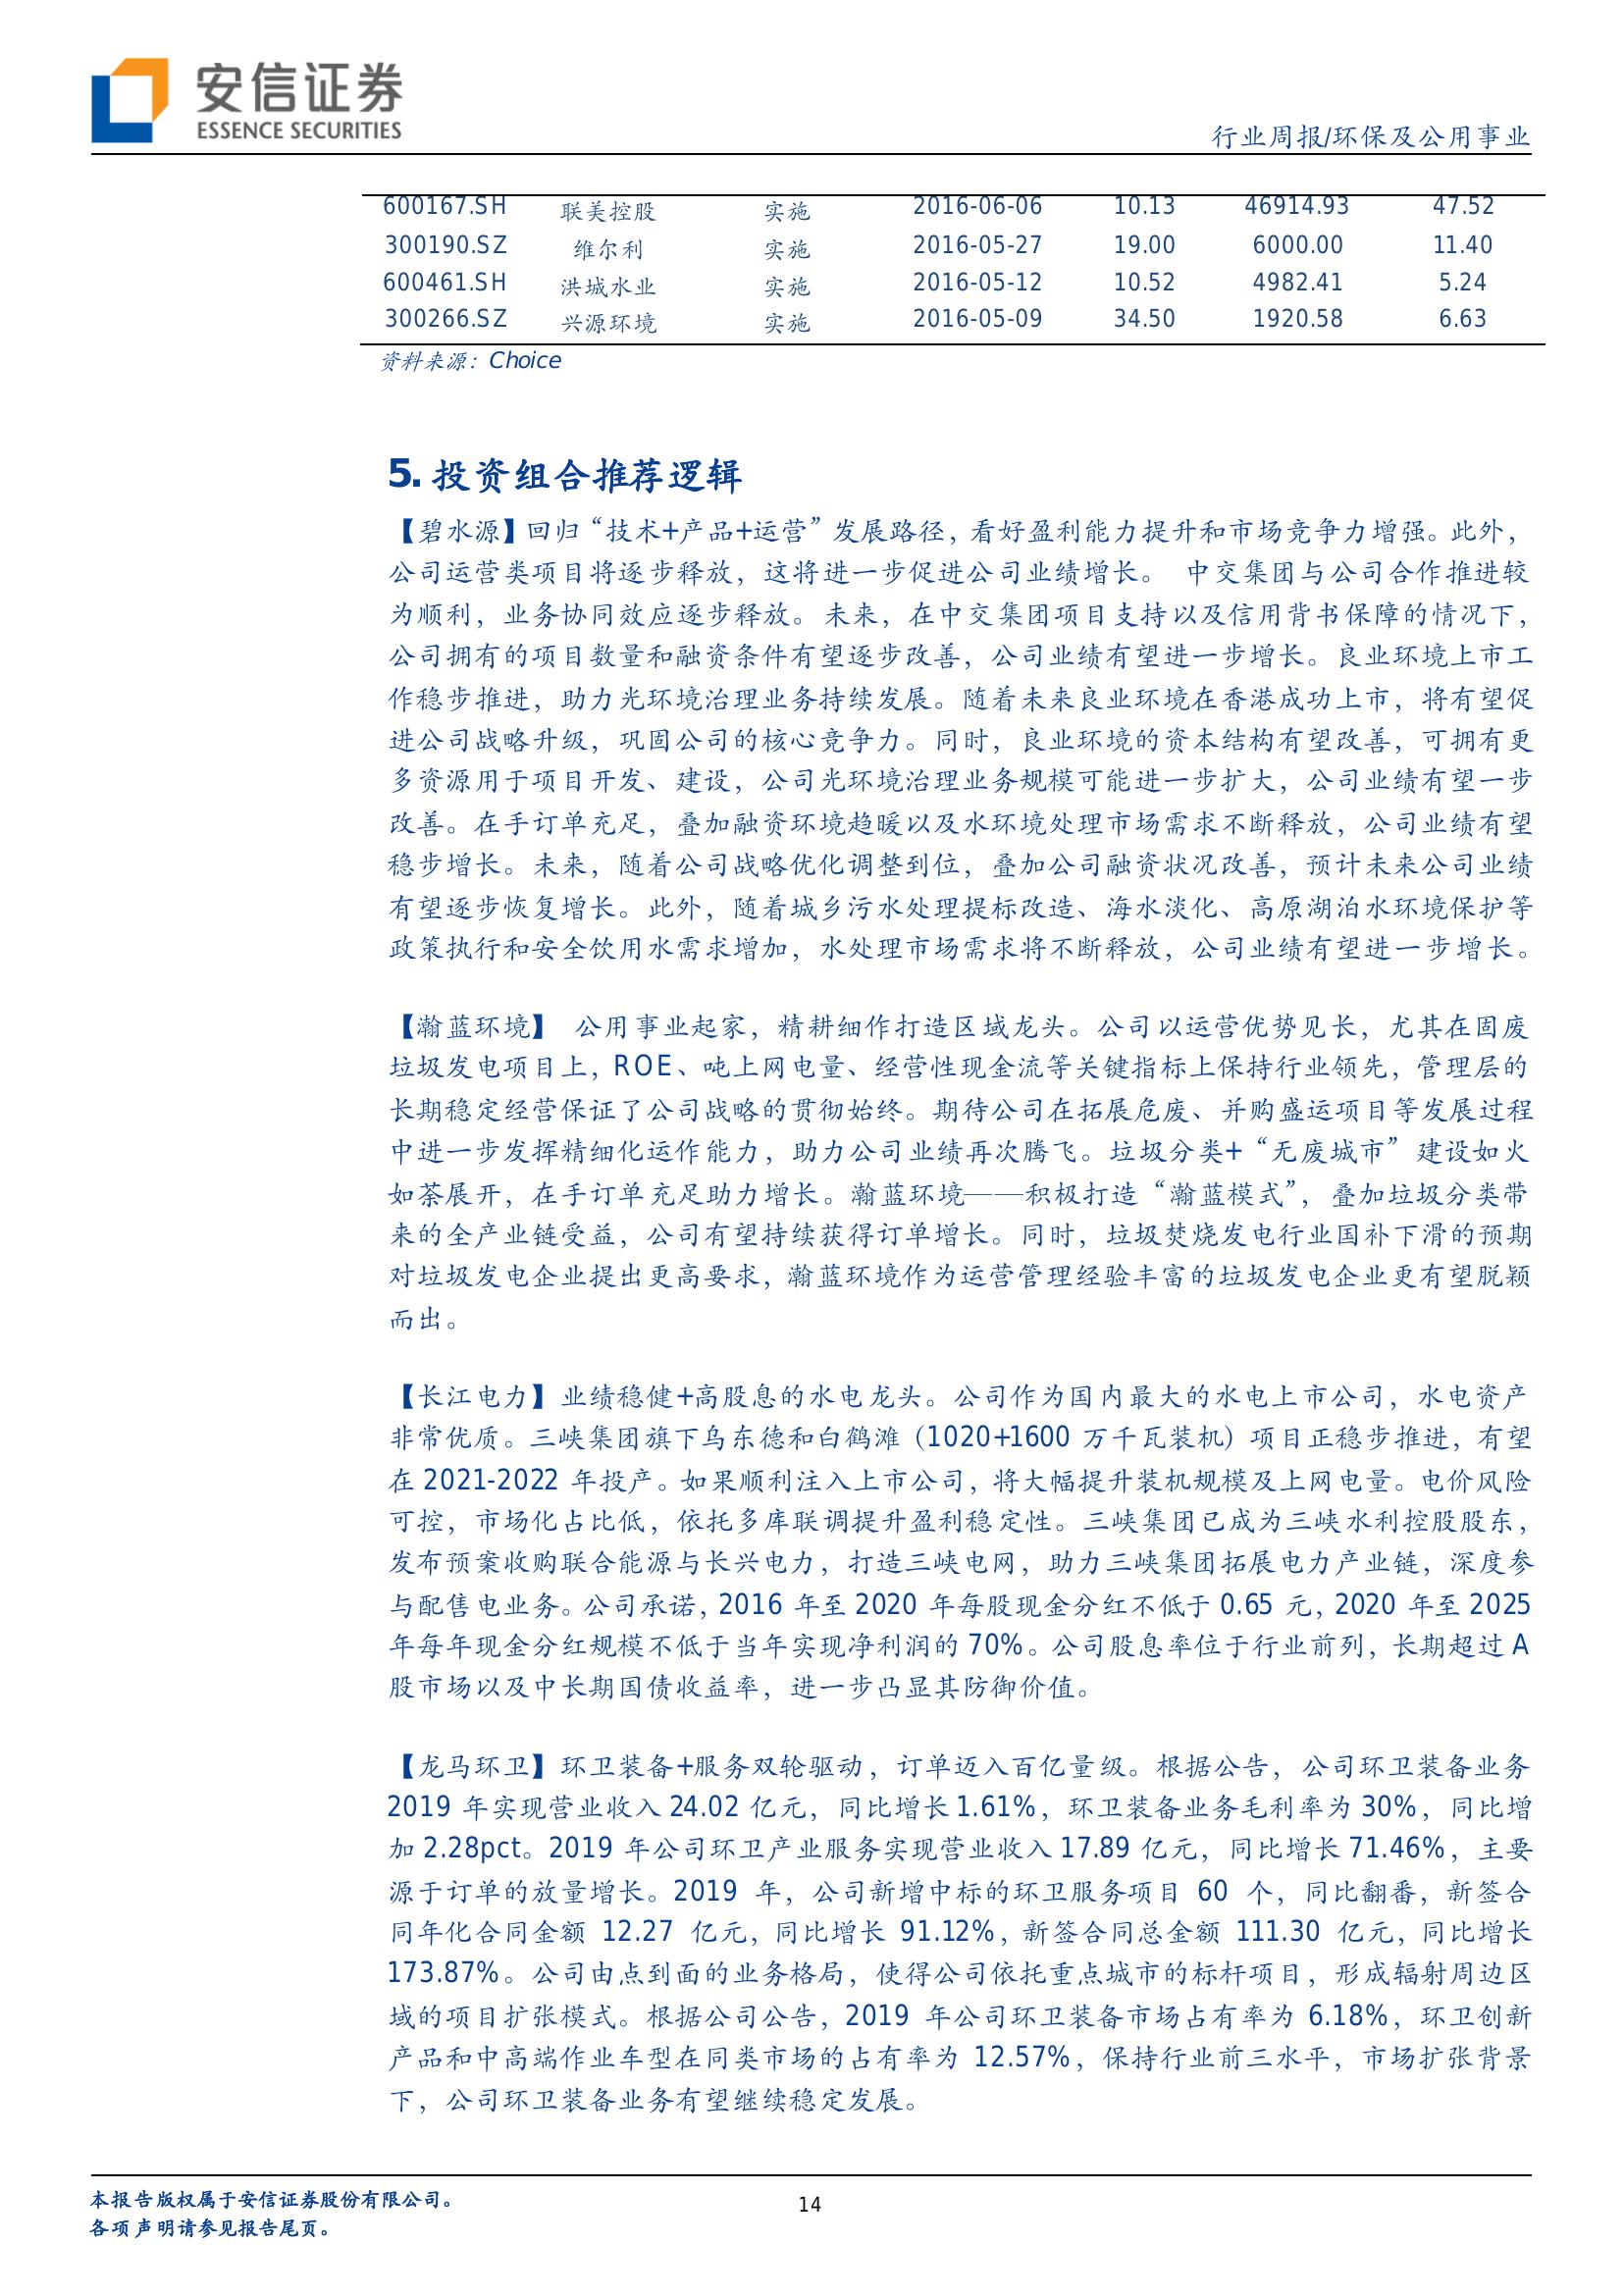 安信证券
ESSENCE SECURITIES
行业周报/环保及公用事业
600167.SH 联美控股 实施 2016-06-06 10.13 46914.93 47.52
300190.SZ 维尔利 实施 2016-05-27 19.00 6000.00 11.40
600461.SH 洪城水业 实施 2016-05-12 10.52 4982.41 5.24
300266.SZ 兴源环境 实施 2016-05-09 34.50 1920.58 6.63
资料来源：Choice
5. 投资组合推荐逻辑
【碧水源】回归“技术+产品+运营”发展路径，看好盈利能力提升和市场竞争力增强。此外，
公司运营类项目将逐步释放，这将进一步促进公司业绩增长。 中交集团与公司合作推进较
为顺利，业务协同效应逐步释放。未来，在中交集团项目支持以及信用背书保障的情况下，
公司拥有的项目数量和融资条件有望逐步改善，公司业绩有望进一步增长。良业环境上市工
作稳步推进，助力光环境治理业务持续发展。随着未来良业环境在香港成功上市，将有望促
进公司战略升级，巩固公司的核心竞争力。同时，良业环境的资本结构有望改善，可拥有更
多资源用于项目开发、建设，公司光环境治理业务规模可能进一步扩大，公司业绩有望一步
改善。在手订单充足，叠加融资环境趋暖以及水环境处理市场需求不断释放，公司业绩有望
稳步增长。未来，随着公司战略优化调整到位，叠加公司融资状况改善，预计未来公司业绩
有望逐步恢复增长。此外，随着城乡污水处理提标改造、海水淡化、高原湖泊水环境保护等
政策执行和安全饮用水需求增加，水处理市场需求将不断释放，公司业绩有望进一步增长。
【瀚蓝环境】 公用事业起家，精耕细作打造区域龙头。公司以运营优势见长，尤其在固废
垃圾发电项目上，ROE、吨上网电量、经营性现金流等关键指标上保持行业领先，管理层的
长期稳定经营保证了公司战略的贯彻始终。期待公司在拓展危废、并购盛运项目等发展过程
中进一步发挥精细化运作能力，助力公司业绩再次腾飞。垃圾分类+“无废城市”建设如火
如荼展开，在手订单充足助力增长。瀚蓝环境——积极打造“瀚蓝模式”，叠加垃圾分类带
来的全产业链受益，公司有望持续获得订单增长。同时，垃圾焚烧发电行业国补下滑的预期
对垃圾发电企业提出更高要求，瀚蓝环境作为运营管理经验丰富的垃圾发电企业更有望脱颖
而出。
【长江电力】业绩稳健+高股息的水电龙头。公司作为国内最大的水电上市公司，水电资产
非常优质。三峡集团旗下乌东德和白鹤滩（1020+1600 万千瓦装机）项目正稳步推进，有望
在 2021-2022 年投产。如果顺利注入上市公司，将大幅提升装机规模及上网电量。电价风险
可控，市场化占比低，依托多库联调提升盈利稳定性。三峡集团已成为三峡水利控股股东，
发布预案收购联合能源与长兴电力，打造三峡电网，助力三峡集团拓展电力产业链，深度参
与配售电业务。公司承诺，2016 年至 2020 年每股现金分红不低于 0.65 元，2020 年至 2025
年每年现金分红规模不低于当年实现净利润的 70%。公司股息率位于行业前列，长期超过 A
股市场以及中长期国债收益率，进一步凸显其防御价值。
【龙马环卫】环卫装备+服务双轮驱动，订单迈入百亿量级。根据公告，公司环卫装备业务
2019 年实现营业收入 24.02 亿元，同比增长 1.61%，环卫装备业务毛利率为 30%，同比增
加 2.28pct。2019 年公司环卫产业服务实现营业收入 17.89 亿元，同比增长 71.46%，主要
源于订单的放量增长。2019 年，公司新增中标的环卫服务项目 60 个，同比翻番，新签合
同年化合同金额 12.27 亿元，同比增长 91.12%，新签合同总金额 111.30 亿元，同比增长
173.87%。公司由点到面的业务格局，使得公司依托重点城市的标杆项目，形成辐射周边区
域的项目扩张模式。根据公司公告，2019 年公司环卫装备市场占有率为 6.18%，环卫创新
产品和中高端作业车型在同类市场的占有率为 12.57%，保持行业前三水平，市场扩张背景
下，公司环卫装备业务有望继续稳定发展。
本报告版权属于安信证券股份有限公司。
各项声明请参见报告尾页。
14